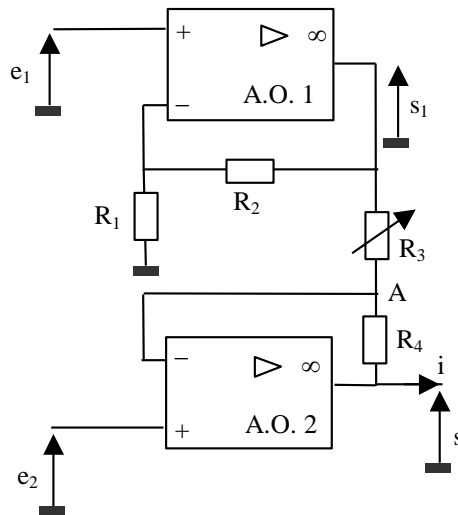 + ▷ ∞
e₁
A.O. 1
−
s₁
R₂
R₁
R₃
A
R₄
− ▷ ∞
i
A.O. 2
+
s
e₂